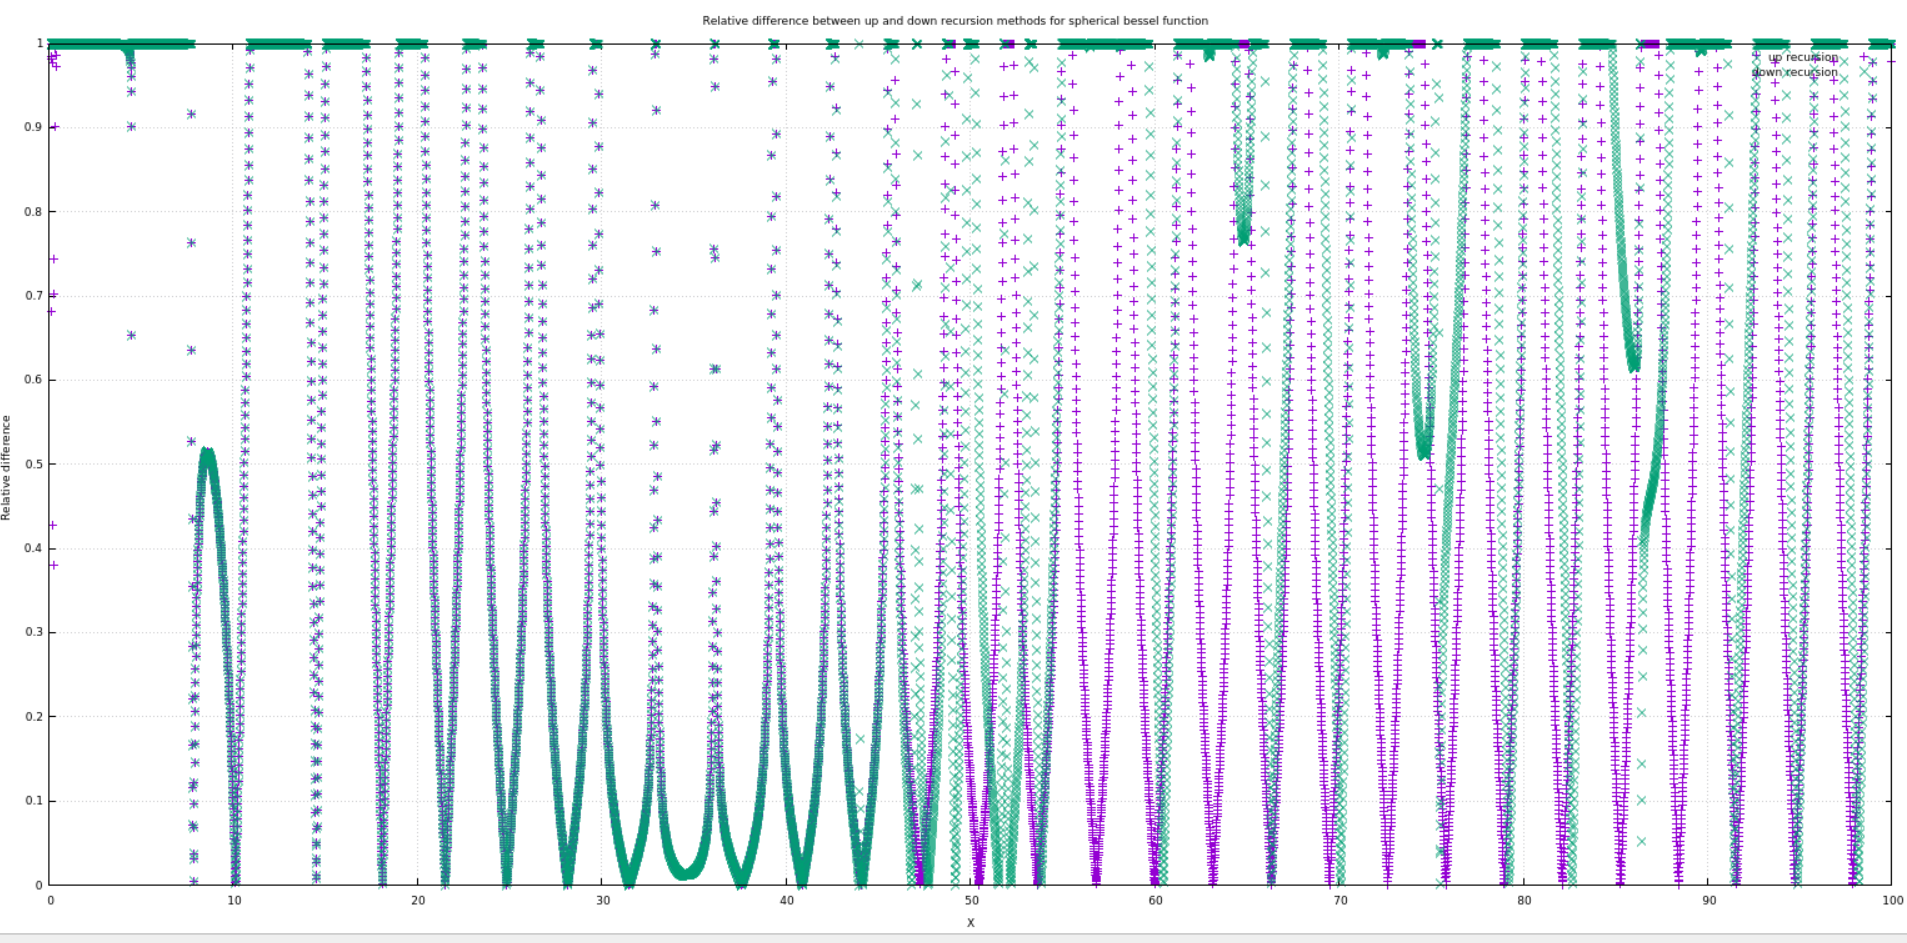 Relative difference between up and down recursion methods for spherical bessel function
1
up recursion
down recursion
0.9
0.8
0.7
0.6
0.5
Relative difference
0.4
0.3
0.2
0.1
0
0 10 20 30 40 50 60 70 80 90 100
X